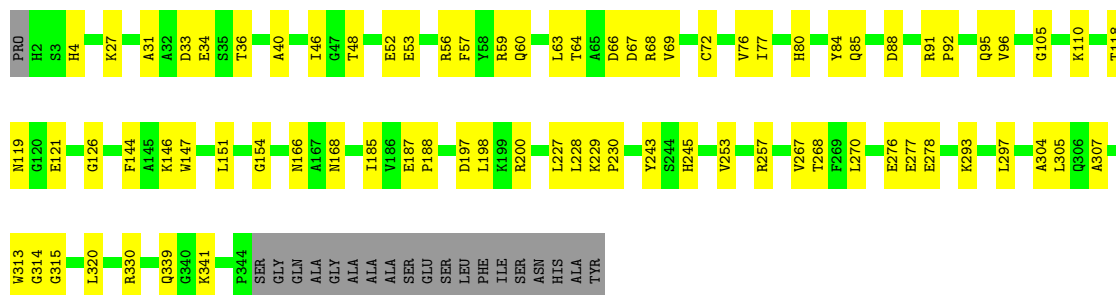 PRO H2 S3 H4 K27 A31 A32 D33 E34 S35 T36 A40 I46 G47 T48 E52 E53 R56 F57 Y58 R59 Q60 L63 T64 A65 D66 D67 R68 V69 C72 V76 I77 H80 Y84 Q85 D88 R91 P92 Q95 V96 G105 K110 T118
N119 G120 E121 G126 F144 A145 K146 W147 L151 G154 N166 A167 N168 I185 V186 E187 P188 D197 L198 K199 R200 L227 L228 K229 P230 Y243 S244 H245 V253 R257 V267 T268 F269 L270 E276 E277 E278 K293 L297 A304 L305 Q306 A307
W313 G314 G315 L320 R330 Q339 G340 K341 P344 SER GLY GLN ALA GLY ALA ALA ALA SER GLU SER LEU PHE ILE SER ASN HIS ALA TYR